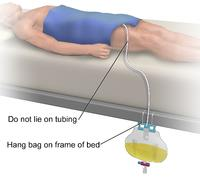 Do not lie on tubing
Hang bag on frame of bed